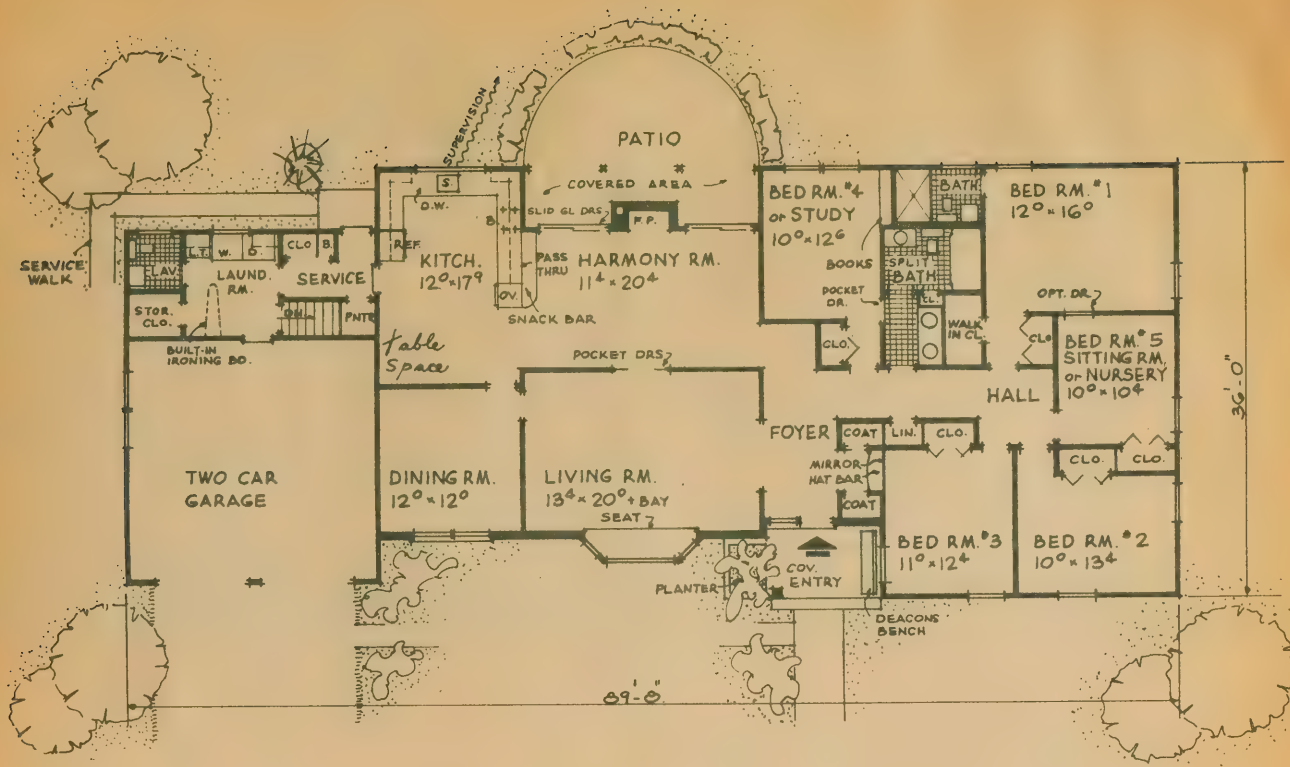 SUPERVISION
PATIO
COVERED AREA
S.
D.W.
B.
SLID GL DRS.
F.P.
REF.
KITCH.
12⁰ x 17⁹
PASS
THRU
OV.
SNACK BAR
HARMONY RM.
11⁴ x 20⁴
table
Space
POCKET DRS.
BED RM. #4
or STUDY
10⁰ x 12⁶
BOOKS
POCKET
DR.
CLO.
BATH
SPLIT
BATH
CL.
WALK
IN CL.
BED RM. #1
12⁰ x 16⁰
OPT. DR.
CLO
BED RM. #5
SITTING RM.
or NURSERY
10⁰ x 10⁴
HALL
36'-0"
SERVICE
WALK
LAV.
L.T.
W.
D.
CLO
B.
LAUND.
RM.
SERVICE
STOR.
CLO.
DN.
PNTR
BUILT-IN
IRONING BD.
TWO CAR
GARAGE
DINING RM.
12⁰ x 12⁰
LIVING RM.
13⁴ x 20⁰ + BAY
SEAT
FOYER
COAT
LIN.
CLO.
MIRROR
HAT BAR
COAT
CLO.
CLO.
BED RM. #3
11⁰ x 12⁴
BED RM. #2
10⁰ x 13⁴
PLANTER
COV.
ENTRY
DEACONS
BENCH
89'-8"